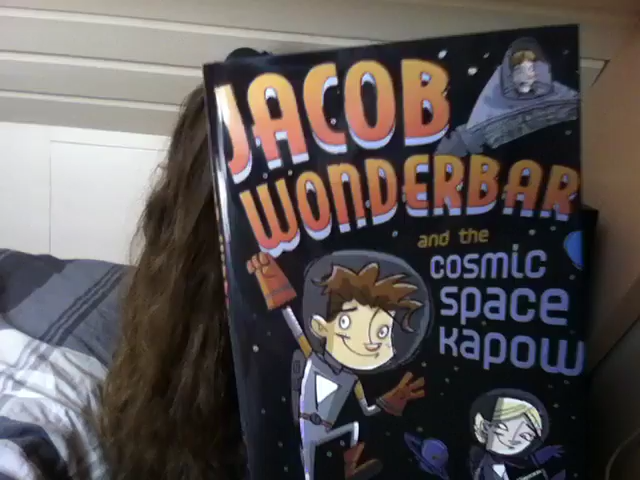 JACOB
WONDERBAR
and the
cosmic
space
kapow